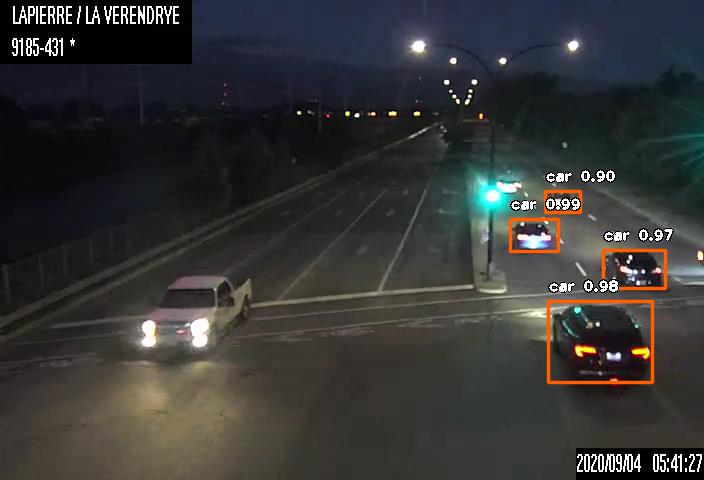 LAPIERRE / LA VERENDRYE
9185-431 *
car 0.90
car 0.99
car 0.97
car 0.98
2020/09/04 05:41:27